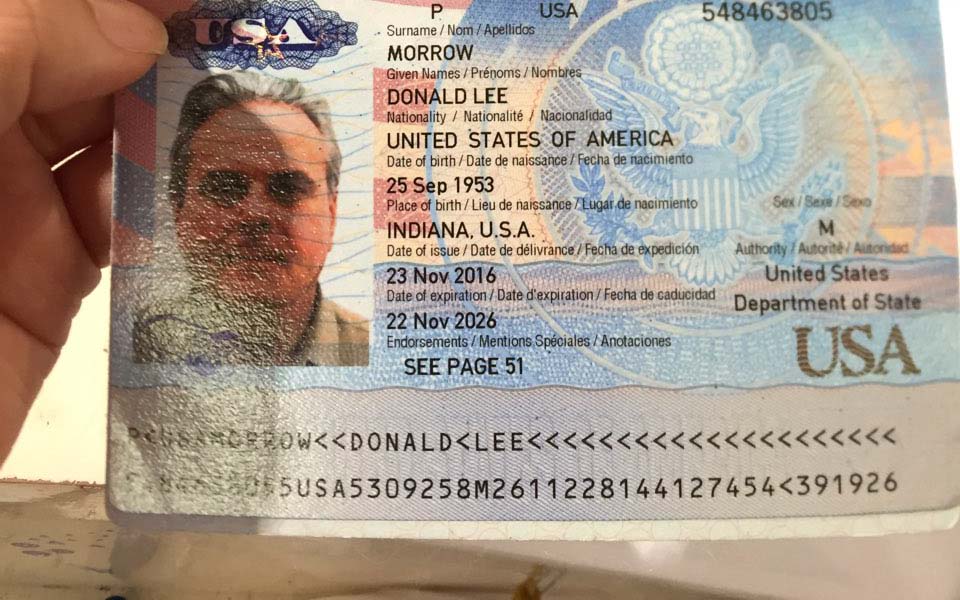 USA
P USA 548463805
Surname / Nom / Apellidos
MORROW
Given Names / Prénoms / Nombres
DONALD LEE
Nationality / Nationalité / Nacionalidad
UNITED STATES OF AMERICA
Date of birth / Date de naissance / Fecha de nacimiento
25 Sep 1953
Place of birth / Lieu de naissance / Lugar de nacimiento
Sex / Sexe / Sexo
INDIANA, U.S.A.
M
Date of issue / Date de délivrance / Fecha de expedición
Authority / Autorité / Autoridad
23 Nov 2016
United States
Date of expiration / Date d'expiration / Fecha de caducidad
Department of State
22 Nov 2026
USA
Endorsements / Mentions Spéciales / Anotaciones
SEE PAGE 51
MORROW<<DONALD<LEE<<<<<<<<<<<<<<<<<<<<<
5USA5309258M2611228144127454<391926